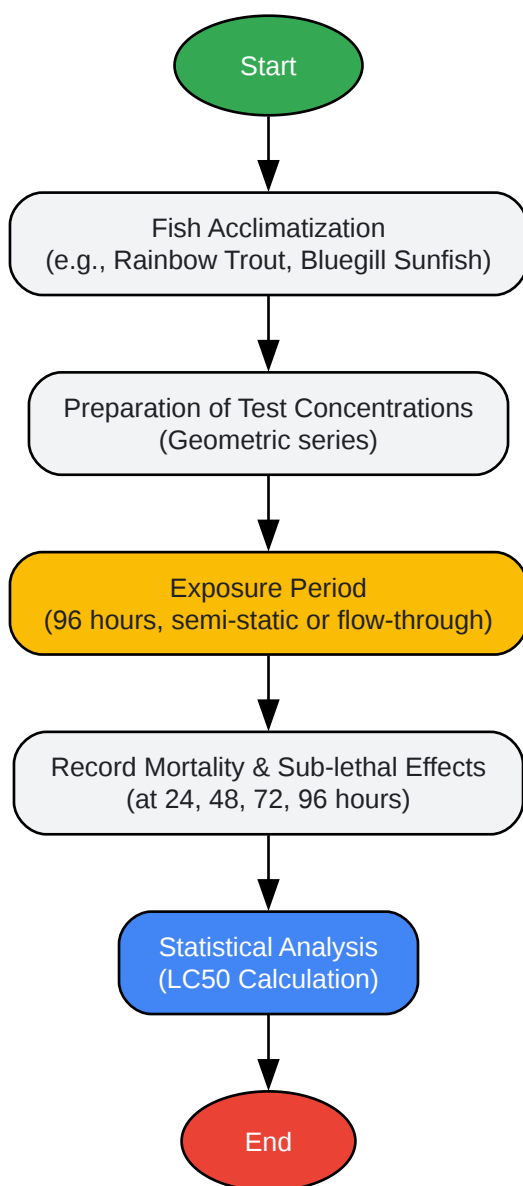 Start
Fish Acclimatization
(e.g., Rainbow Trout, Bluegill Sunfish)
Preparation of Test Concentrations
(Geometric series)
Exposure Period
(96 hours, semi-static or flow-through)
Record Mortality & Sub-lethal Effects
(at 24, 48, 72, 96 hours)
Statistical Analysis
(LC50 Calculation)
End